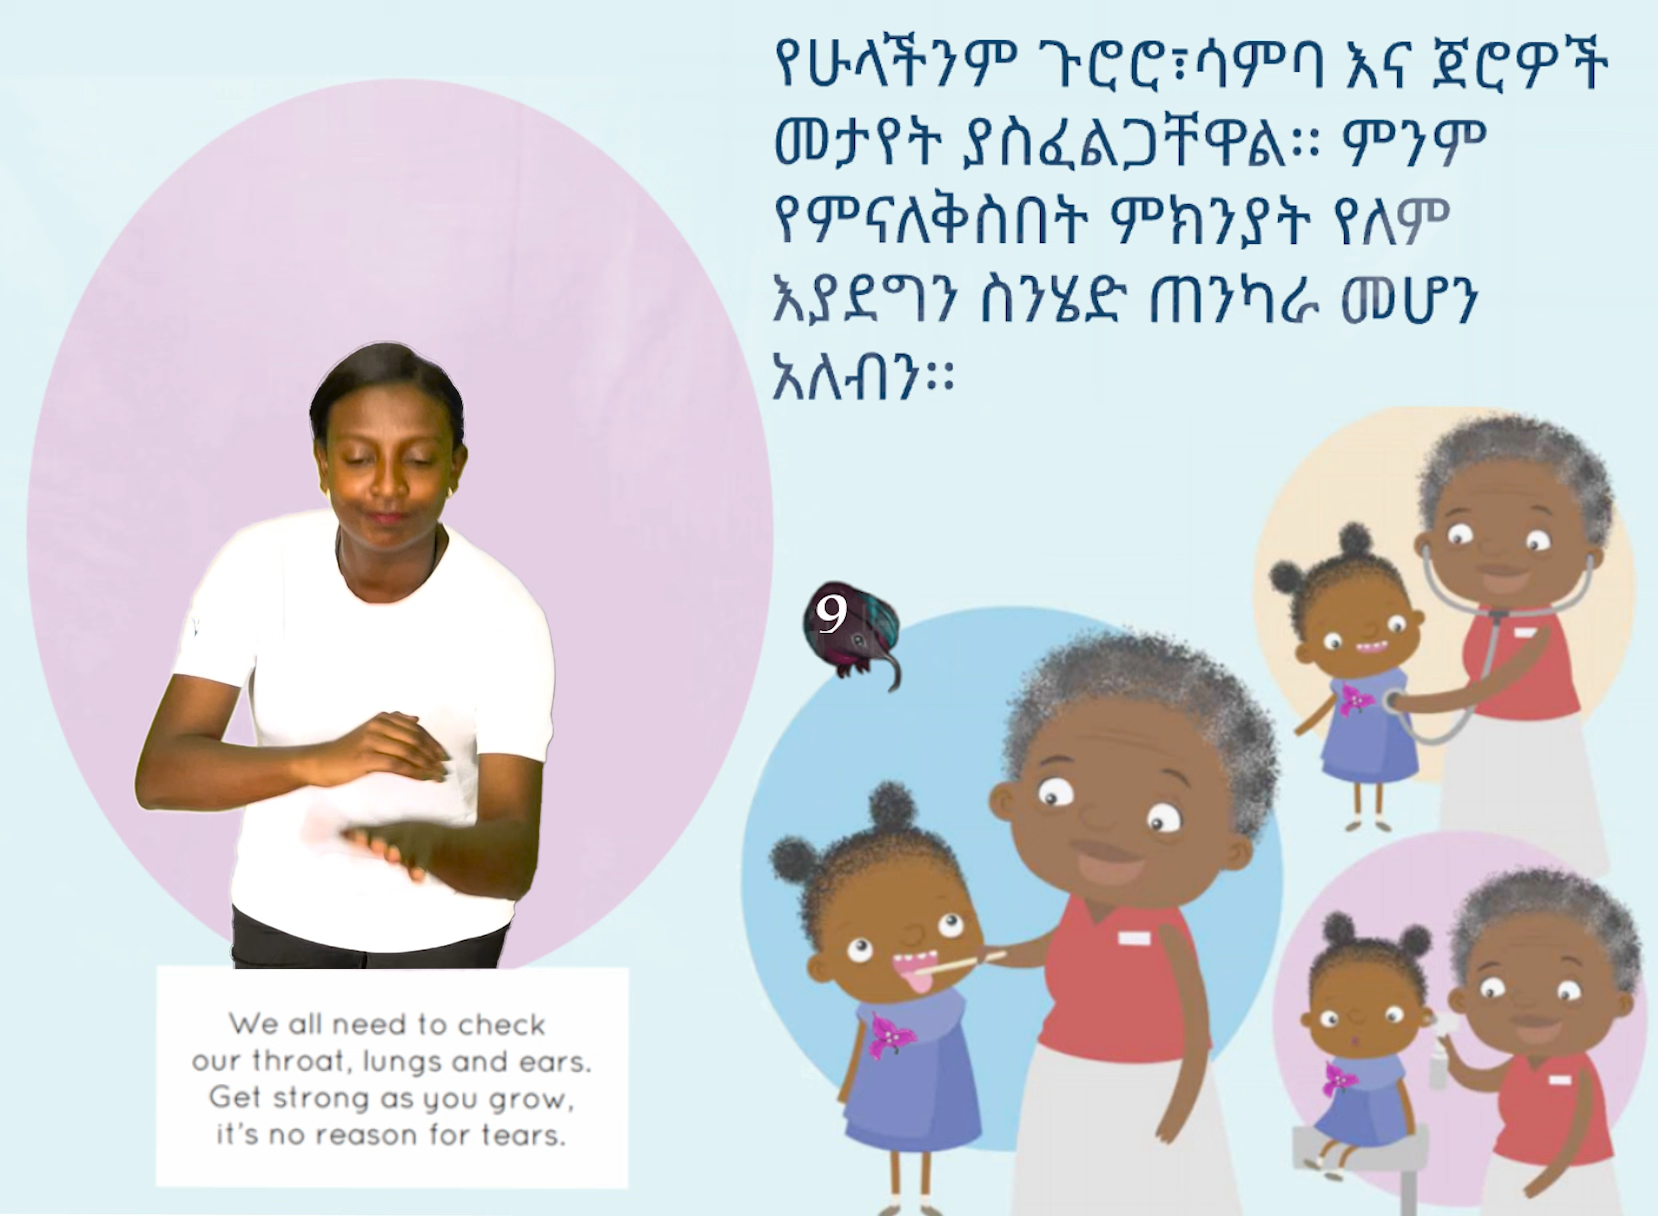 የሁላችንም ጉሮሮ፣ሳምባ እና ጀሮዎች
መታየት ያስፈልጋቸዋል። ምንም
የምናለቅስበት ምክንያት የለም
እያደግን ስንሄድ ጠንካራ መሆን
አለብን።
9
We all need to check
our throat, lungs and ears.
Get strong as you grow,
it's no reason for tears.